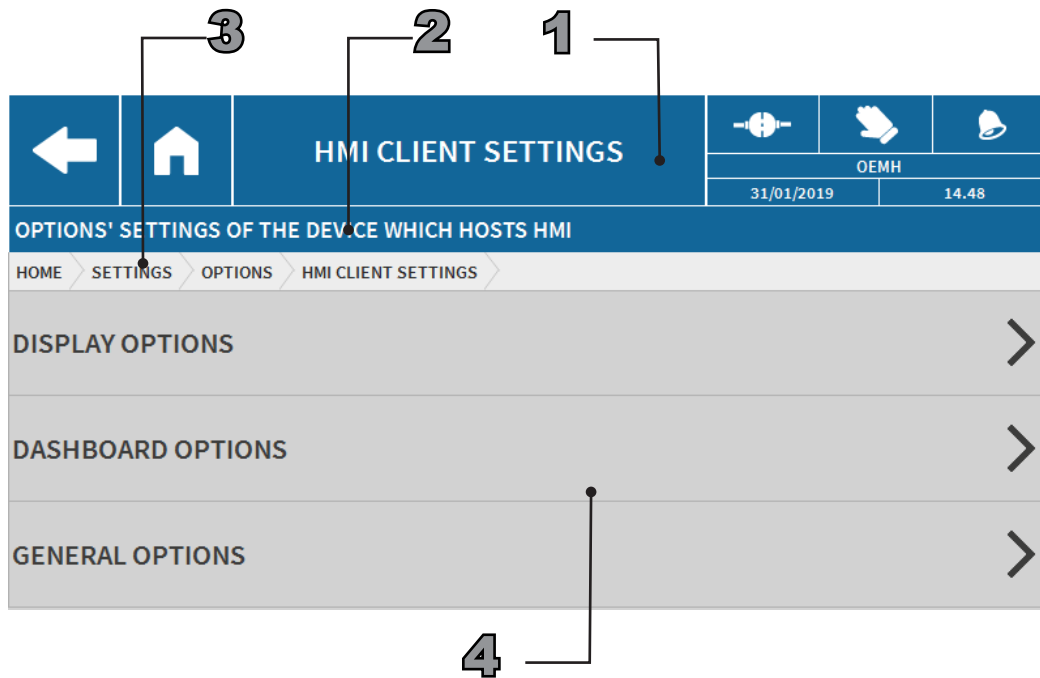 3 2 1
HMI CLIENT SETTINGS
OEMH
31/01/2019 14.48
OPTIONS' SETTINGS OF THE DEVICE WHICH HOSTS HMI
HOME SETTINGS OPTIONS HMI CLIENT SETTINGS
DISPLAY OPTIONS
DASHBOARD OPTIONS
GENERAL OPTIONS
4